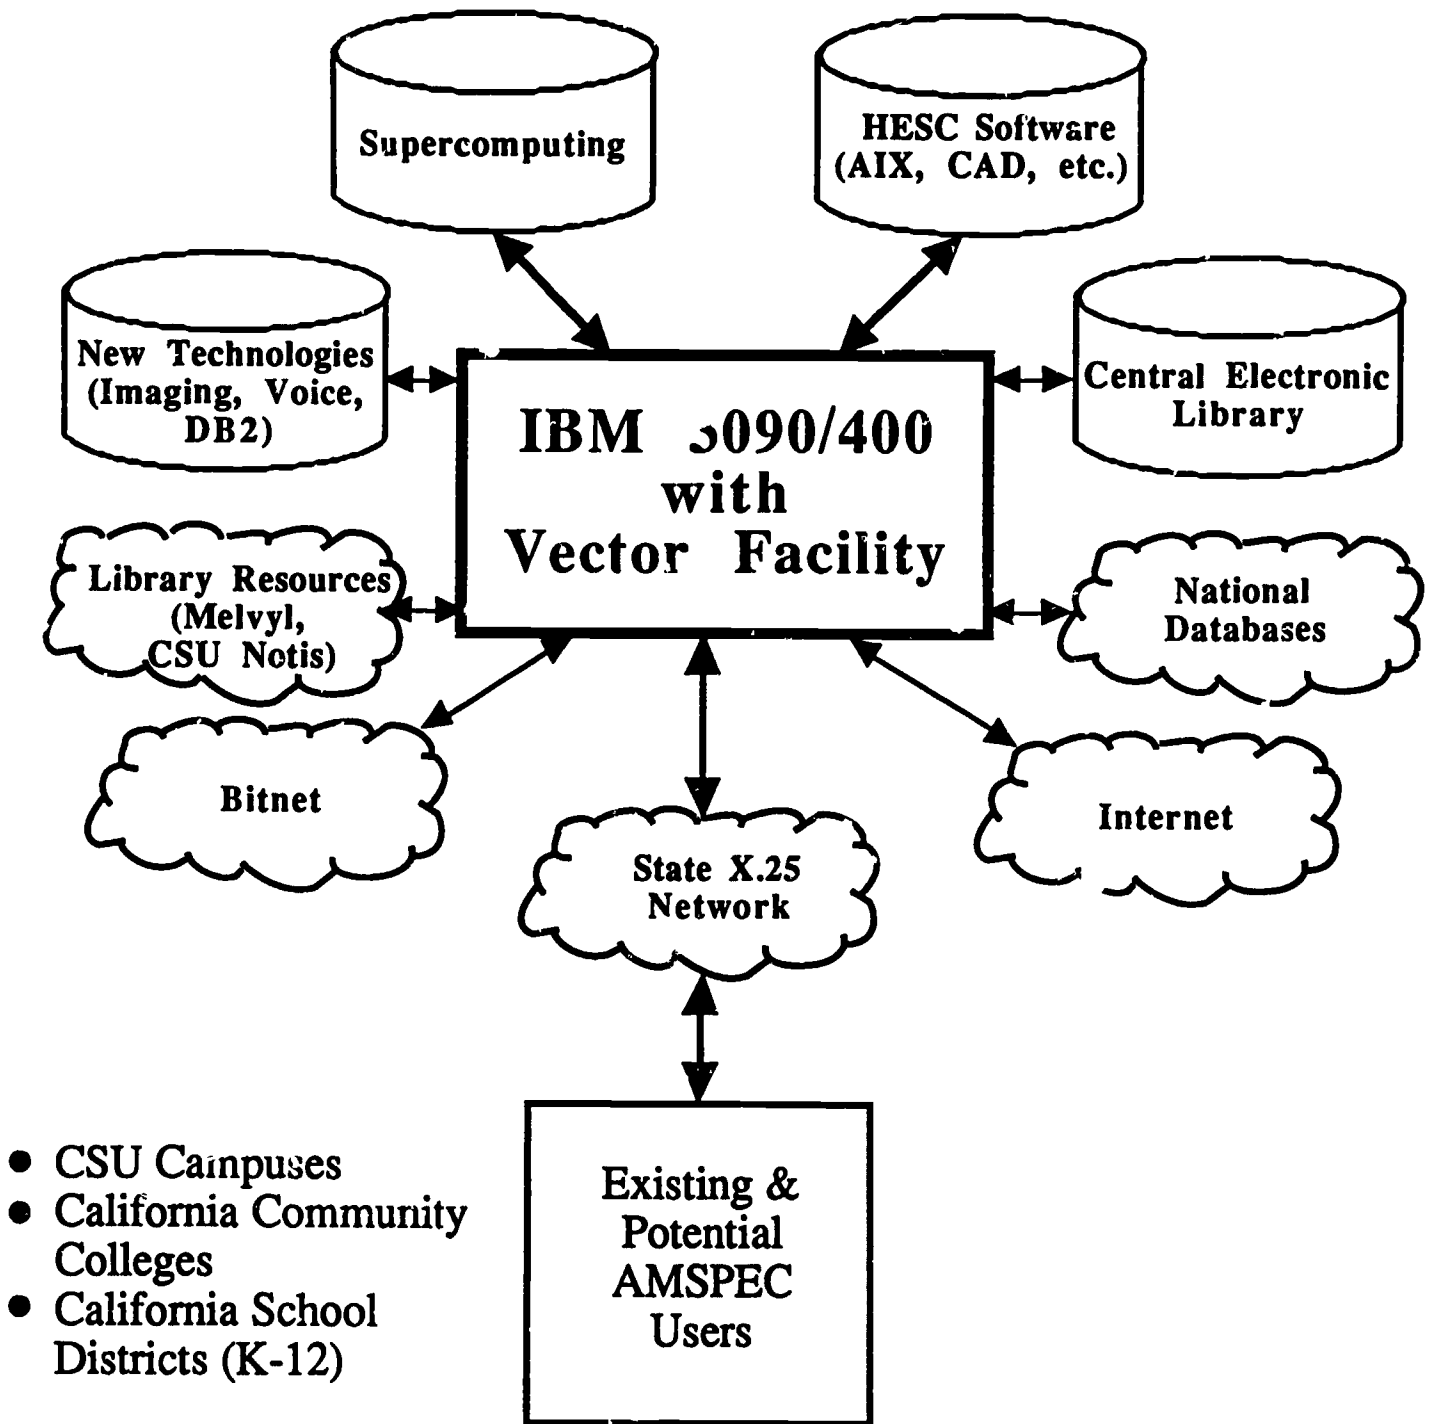 Supercomputing
HESC Software
(AIX, CAD, etc.)
New Technologies
(Imaging, Voice,
DB2)
IBM 3090/400
with
Vector Facility
Central Electronic
Library
Library Resources
(Melvyl,
CSU Notis)
National
Databases
Bitnet
State X.25
Network
Internet
• CSU Campuses
• California Community
Colleges
• California School
Districts (K-12)
Existing &
Potential
AMSPEC
Users